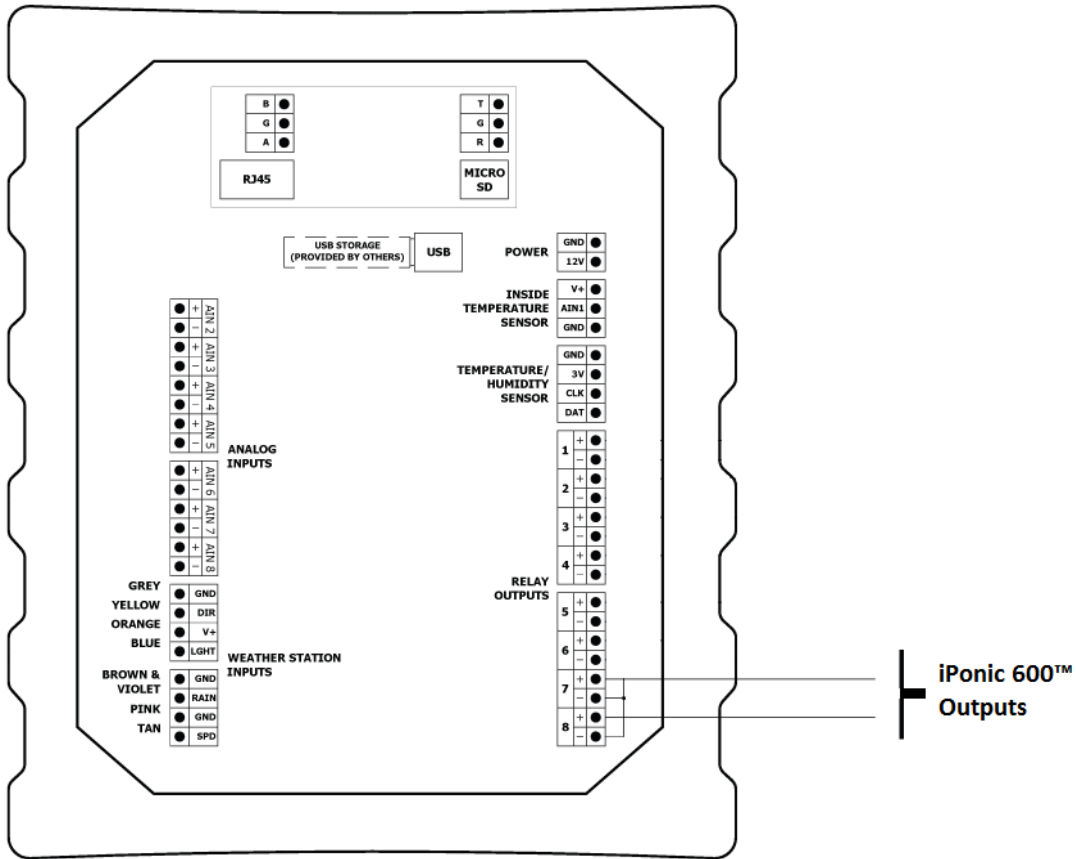 B
G
A
RJ45
T
G
R
MICRO
SD
USB STORAGE
(PROVIDED BY OTHERS)
USB
POWER
GND
12V
INSIDE
TEMPERATURE
SENSOR
V+
AIN1
GND
TEMPERATURE/
HUMIDITY
SENSOR
GND
3V
CLK
DAT
+ AIN 2
−
+ AIN 3
−
+ AIN 4
−
+ AIN 5
−
+ AIN 6
−
+ AIN 7
−
+ AIN 8
−
ANALOG
INPUTS
GREY
YELLOW
ORANGE
BLUE
GND
DIR
V+
LGHT
BROWN &
VIOLET
PINK
TAN
GND
RAIN
GND
SPD
WEATHER STATION
INPUTS
RELAY
OUTPUTS
1 +
−
2 +
−
3 +
−
4 +
−
5 +
−
6 +
−
7 +
−
8 +
−
iPonic 600™
Outputs